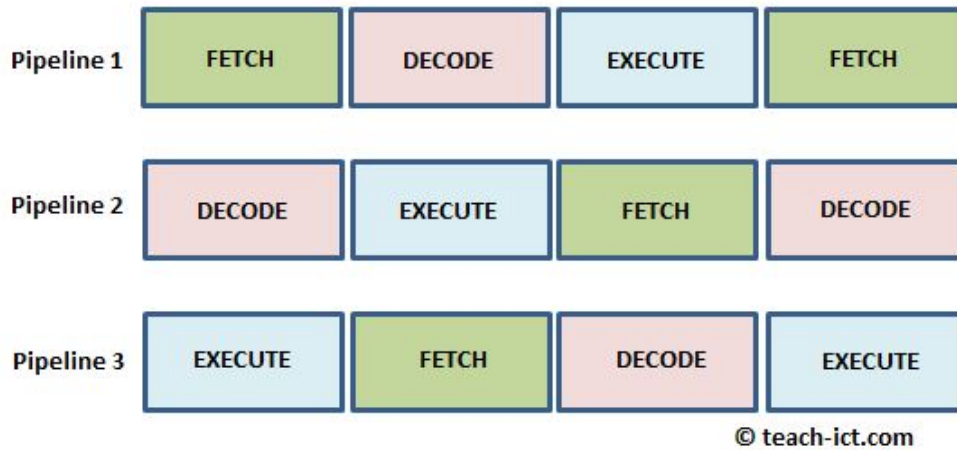 Pipeline 1 FETCH DECODE EXECUTE FETCH
Pipeline 2 DECODE EXECUTE FETCH DECODE
Pipeline 3 EXECUTE FETCH DECODE EXECUTE
© teach-ict.com